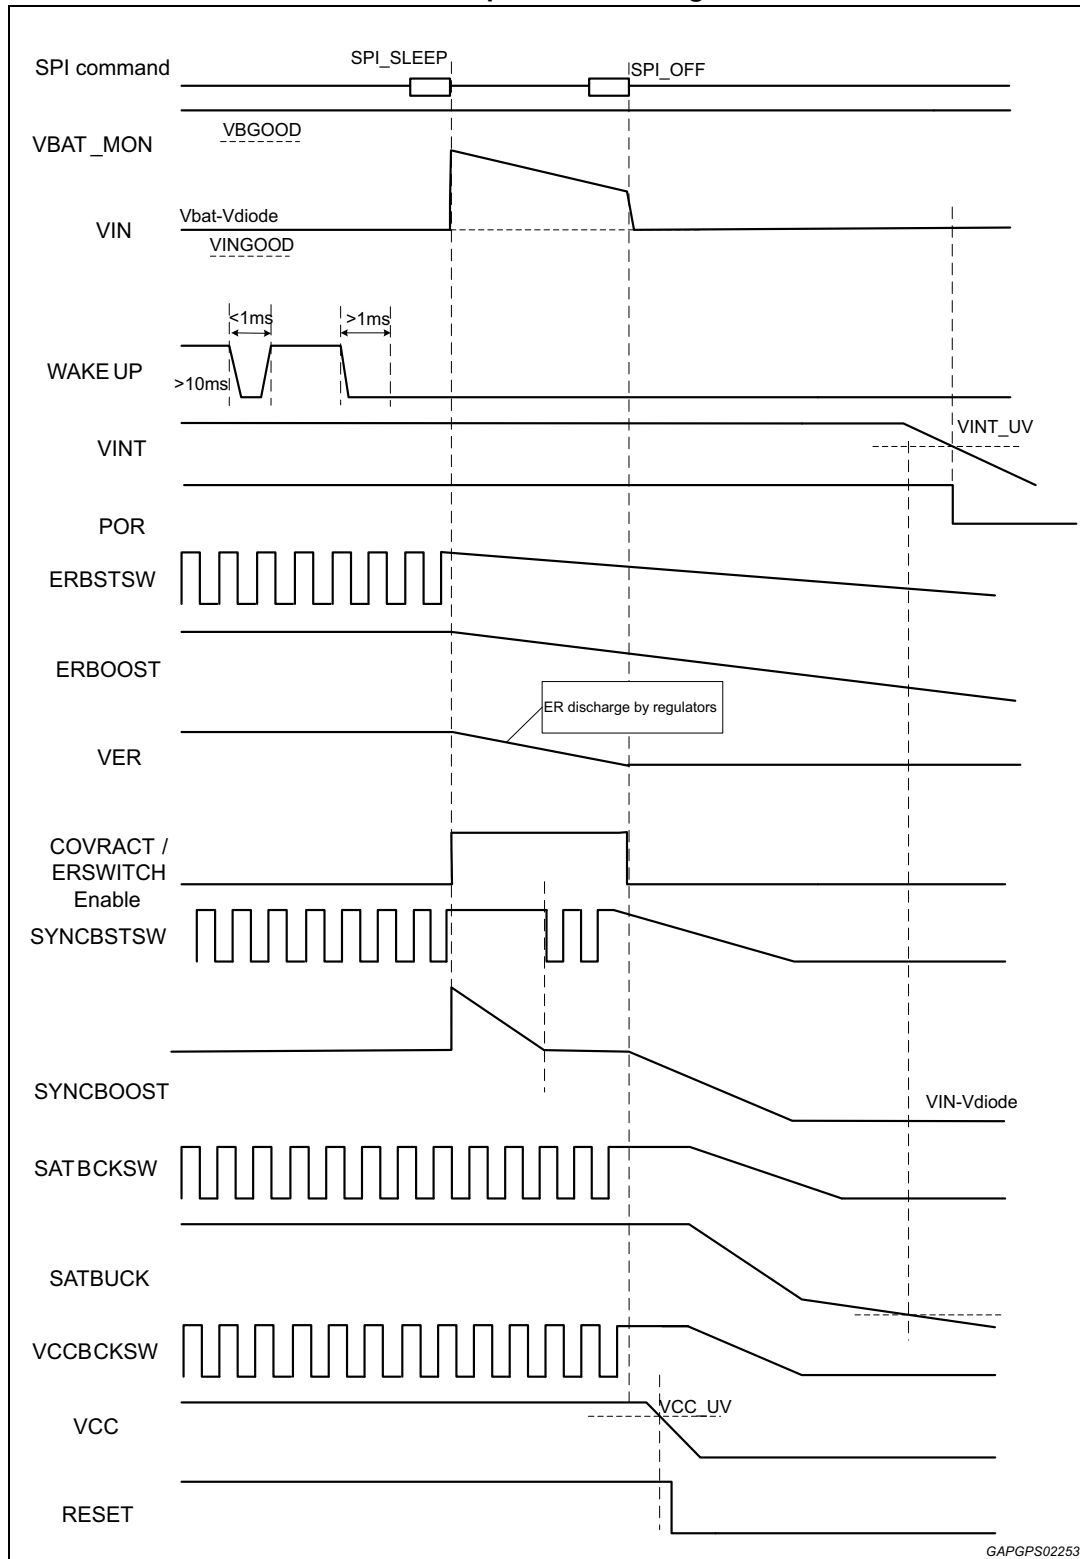 SPI_SLEEP
SPI_OFF
SPI command
VBGOOD
VBAT_MON
Vbat-Vdiode
VIN
VINGOOD
<1ms
>1ms
WAKE UP
>10ms
VINT_UV
VINT
POR
ERBSTSW
ERBOOST
ER discharge by regulators
VER
COVRACT /
ERSWITCH
Enable
SYNCBSTSW
SYNCBOOST
VIN-Vdiode
SATBCKSW
SATBUCK
VCCBCKSW
VCC_UV
VCC
RESET
GAPGPS02253